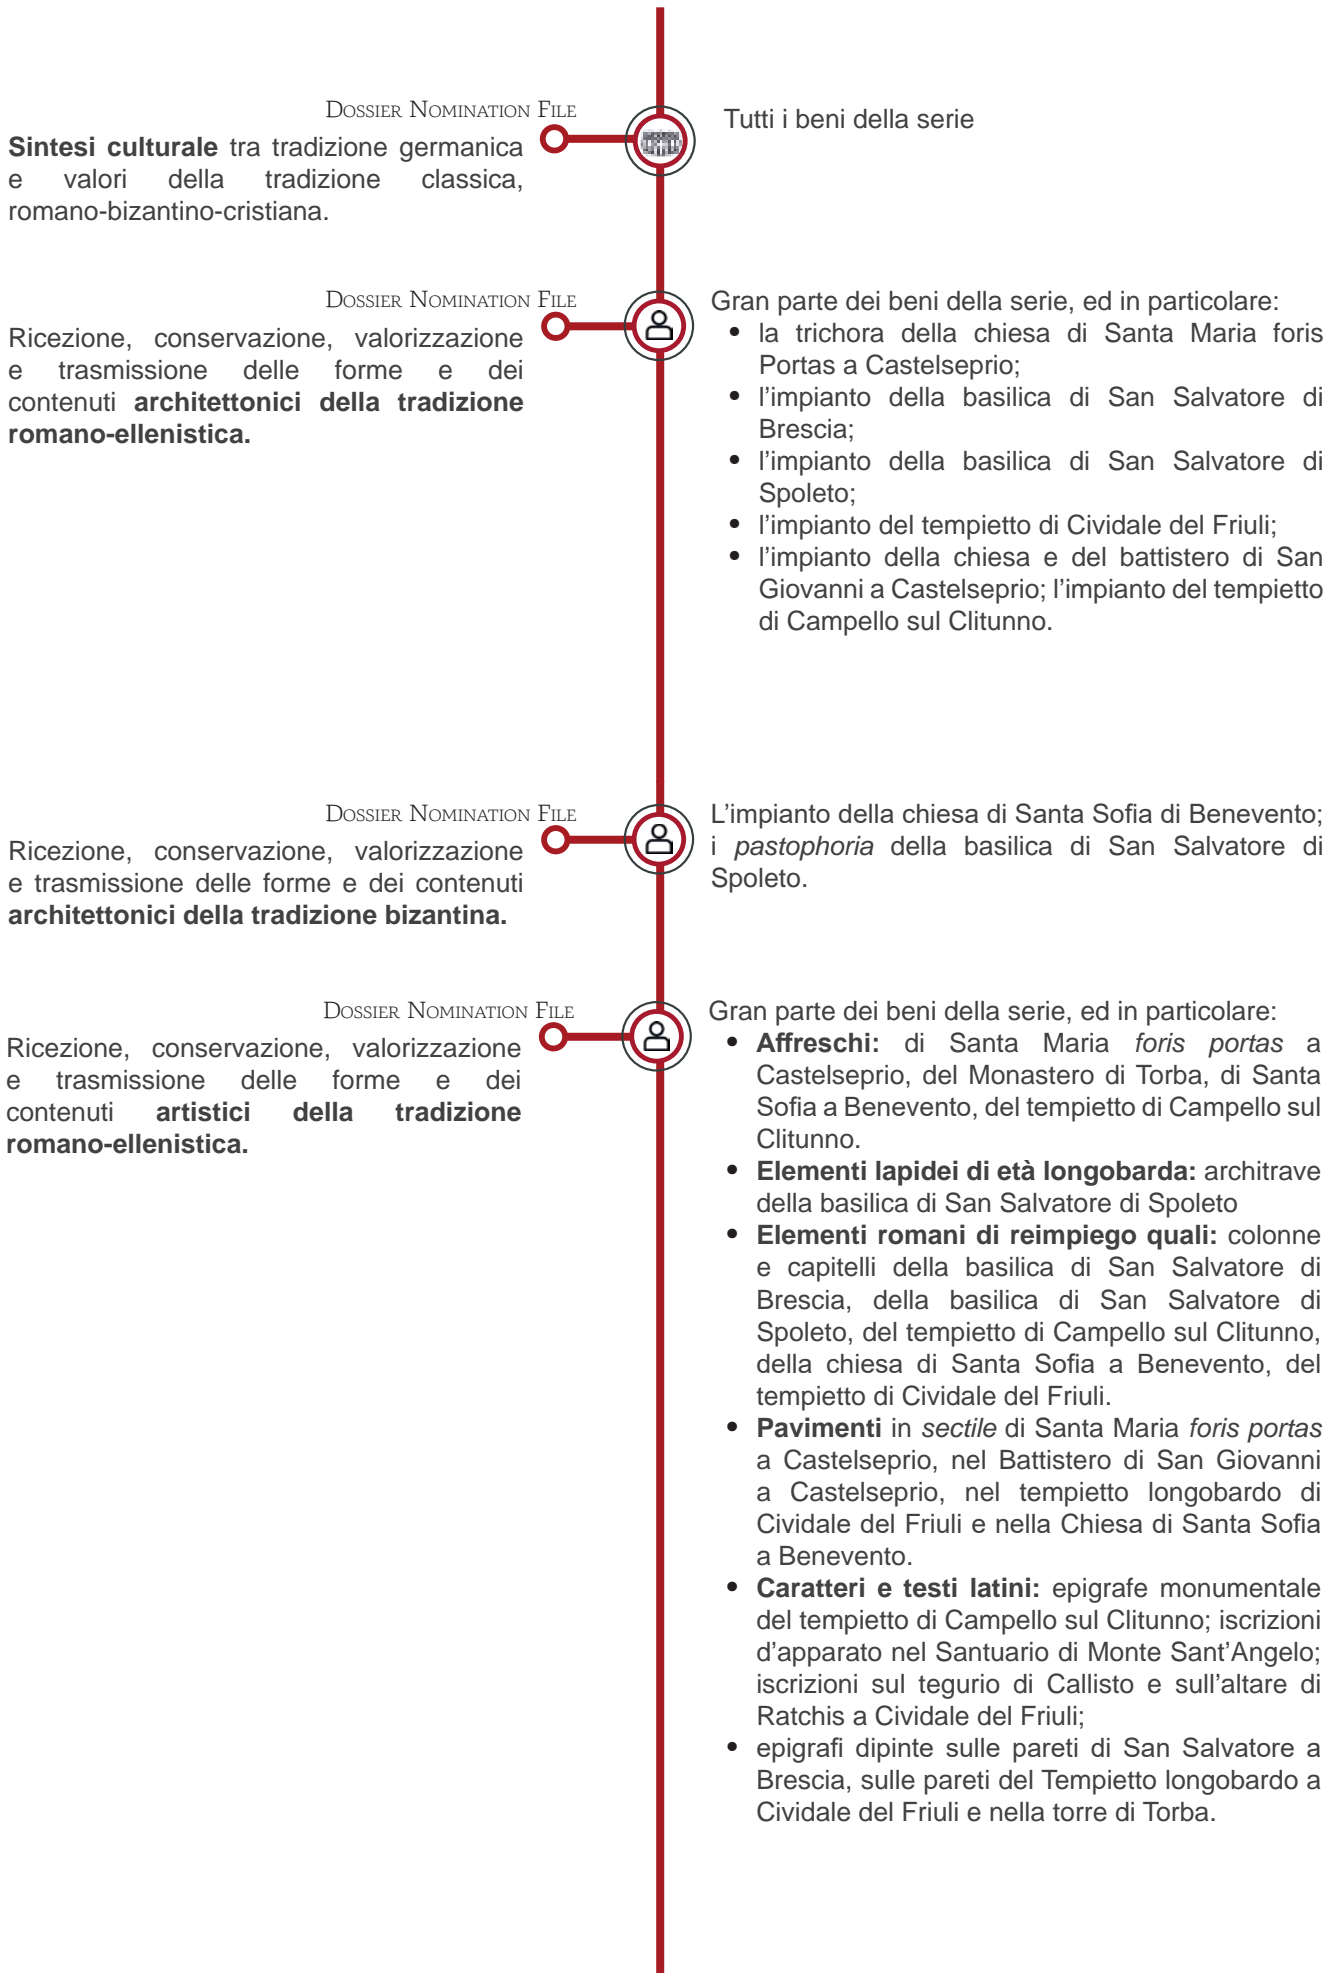 DOSSIER NOMINATION FILE
Sintesi culturale tra tradizione germanica
e valori della tradizione classica,
romano-bizantino-cristiana.
Tutti i beni della serie
DOSSIER NOMINATION FILE
Ricezione, conservazione, valorizzazione
e trasmissione delle forme e dei
contenuti architettonici della tradizione
romano-ellenistica.
Gran parte dei beni della serie, ed in particolare:
• la trichora della chiesa di Santa Maria foris
Portas a Castelseprio;
• l'impianto della basilica di San Salvatore di
Brescia;
• l'impianto della basilica di San Salvatore di
Spoleto;
• l'impianto del tempietto di Cividale del Friuli;
• l'impianto della chiesa e del battistero di San
Giovanni a Castelseprio; l'impianto del tempietto
di Campello sul Clitunno.
DOSSIER NOMINATION FILE
Ricezione, conservazione, valorizzazione
e trasmissione delle forme e dei contenuti
architettonici della tradizione bizantina.
L'impianto della chiesa di Santa Sofia di Benevento;
i pastophoria della basilica di San Salvatore di
Spoleto.
DOSSIER NOMINATION FILE
Ricezione, conservazione, valorizzazione
e trasmissione delle forme e dei
contenuti artistici della tradizione
romano-ellenistica.
Gran parte dei beni della serie, ed in particolare:
• Affreschi: di Santa Maria foris portas a
Castelseprio, del Monastero di Torba, di Santa
Sofia a Benevento, del tempietto di Campello sul
Clitunno.
• Elementi lapidei di età longobarda: architrave
della basilica di San Salvatore di Spoleto
• Elementi romani di reimpiego quali: colonne
e capitelli della basilica di San Salvatore di
Brescia, della basilica di San Salvatore di
Spoleto, del tempietto di Campello sul Clitunno,
della chiesa di Santa Sofia a Benevento, del
tempietto di Cividale del Friuli.
• Pavimenti in sectile di Santa Maria foris portas
a Castelseprio, nel Battistero di San Giovanni
a Castelseprio, nel tempietto longobardo di
Cividale del Friuli e nella Chiesa di Santa Sofia
a Benevento.
• Caratteri e testi latini: epigrafe monumentale
del tempietto di Campello sul Clitunno; iscrizioni
d'apparato nel Santuario di Monte Sant'Angelo;
iscrizioni sul tegurio di Callisto e sull'altare di
Ratchis a Cividale del Friuli;
• epigrafi dipinte sulle pareti di San Salvatore a
Brescia, sulle pareti del Tempietto longobardo a
Cividale del Friuli e nella torre di Torba.